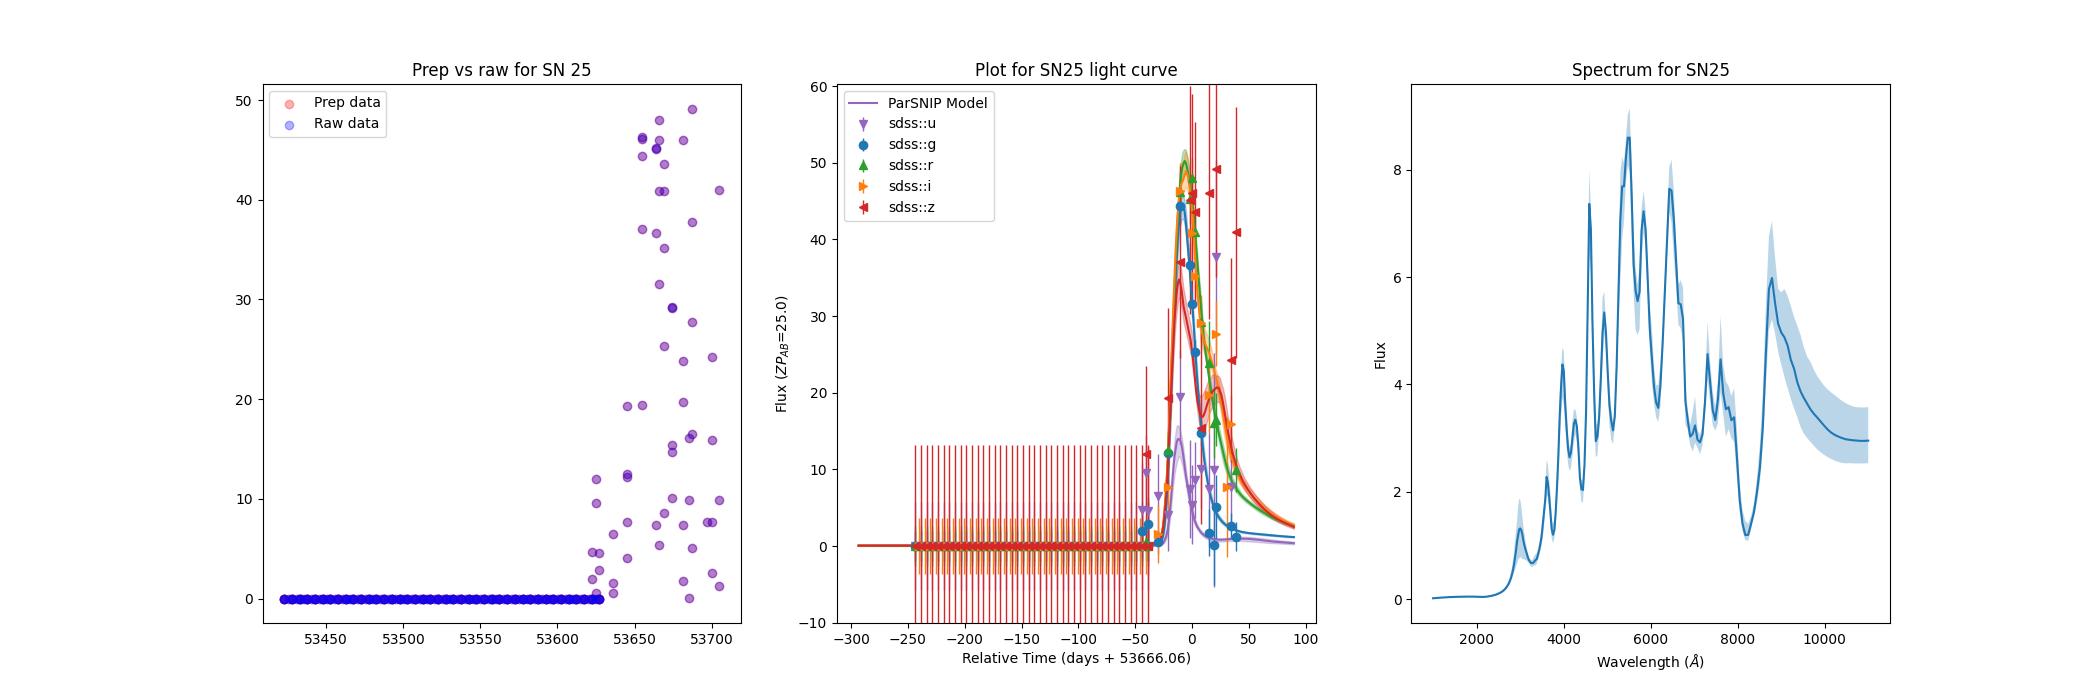 Prep vs raw for SN 25
Prep data
Raw data
50
40
30
20
10
0
53450
53500
53550
53600
53650
53700
Plot for SN25 light curve
ParSNIP Model
sdss::u
sdss::g
sdss::r
sdss::i
sdss::z
Flux (ZP_AB=25.0)
60
50
40
30
20
10
0
−10
−300
−250
−200
−150
−100
−50
0
50
100
Relative Time (days + 53666.06)
Spectrum for SN25
Flux
8
6
4
2
0
2000
4000
6000
8000
10000
Wavelength (Å)